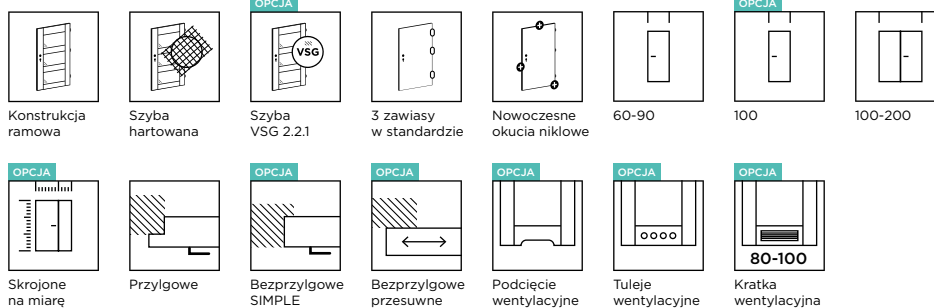 OPCJA
OPCJA
VSG
Konstrukcja
ramowa
Szyba
hartowana
Szyba
VSG 2.2.1
3 zawiasy
w standardzie
Nowoczesne
okucia niklowe
60-90
100
100-200
OPCJA
OPCJA
OPCJA
OPCJA
OPCJA
OPCJA
80-100
Skrojone
na miarę
Przylgowe
Bezprzylgowe
SIMPLE
Bezprzylgowe
przesuwne
Podcięcie
wentylacyjne
Tuleje
wentylacyjne
Kratka
wentylacyjna